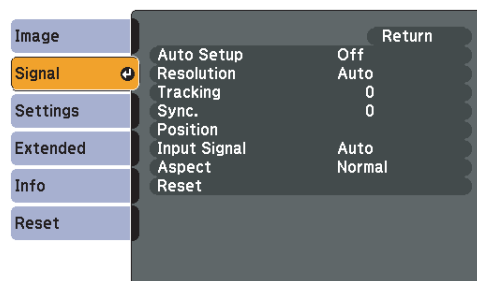 Image
Signal
Settings
Extended
Info
Reset
Return
Auto Setup Off
Resolution Auto
Tracking 0
Sync. 0
Position
Input Signal Auto
Aspect Normal
Reset